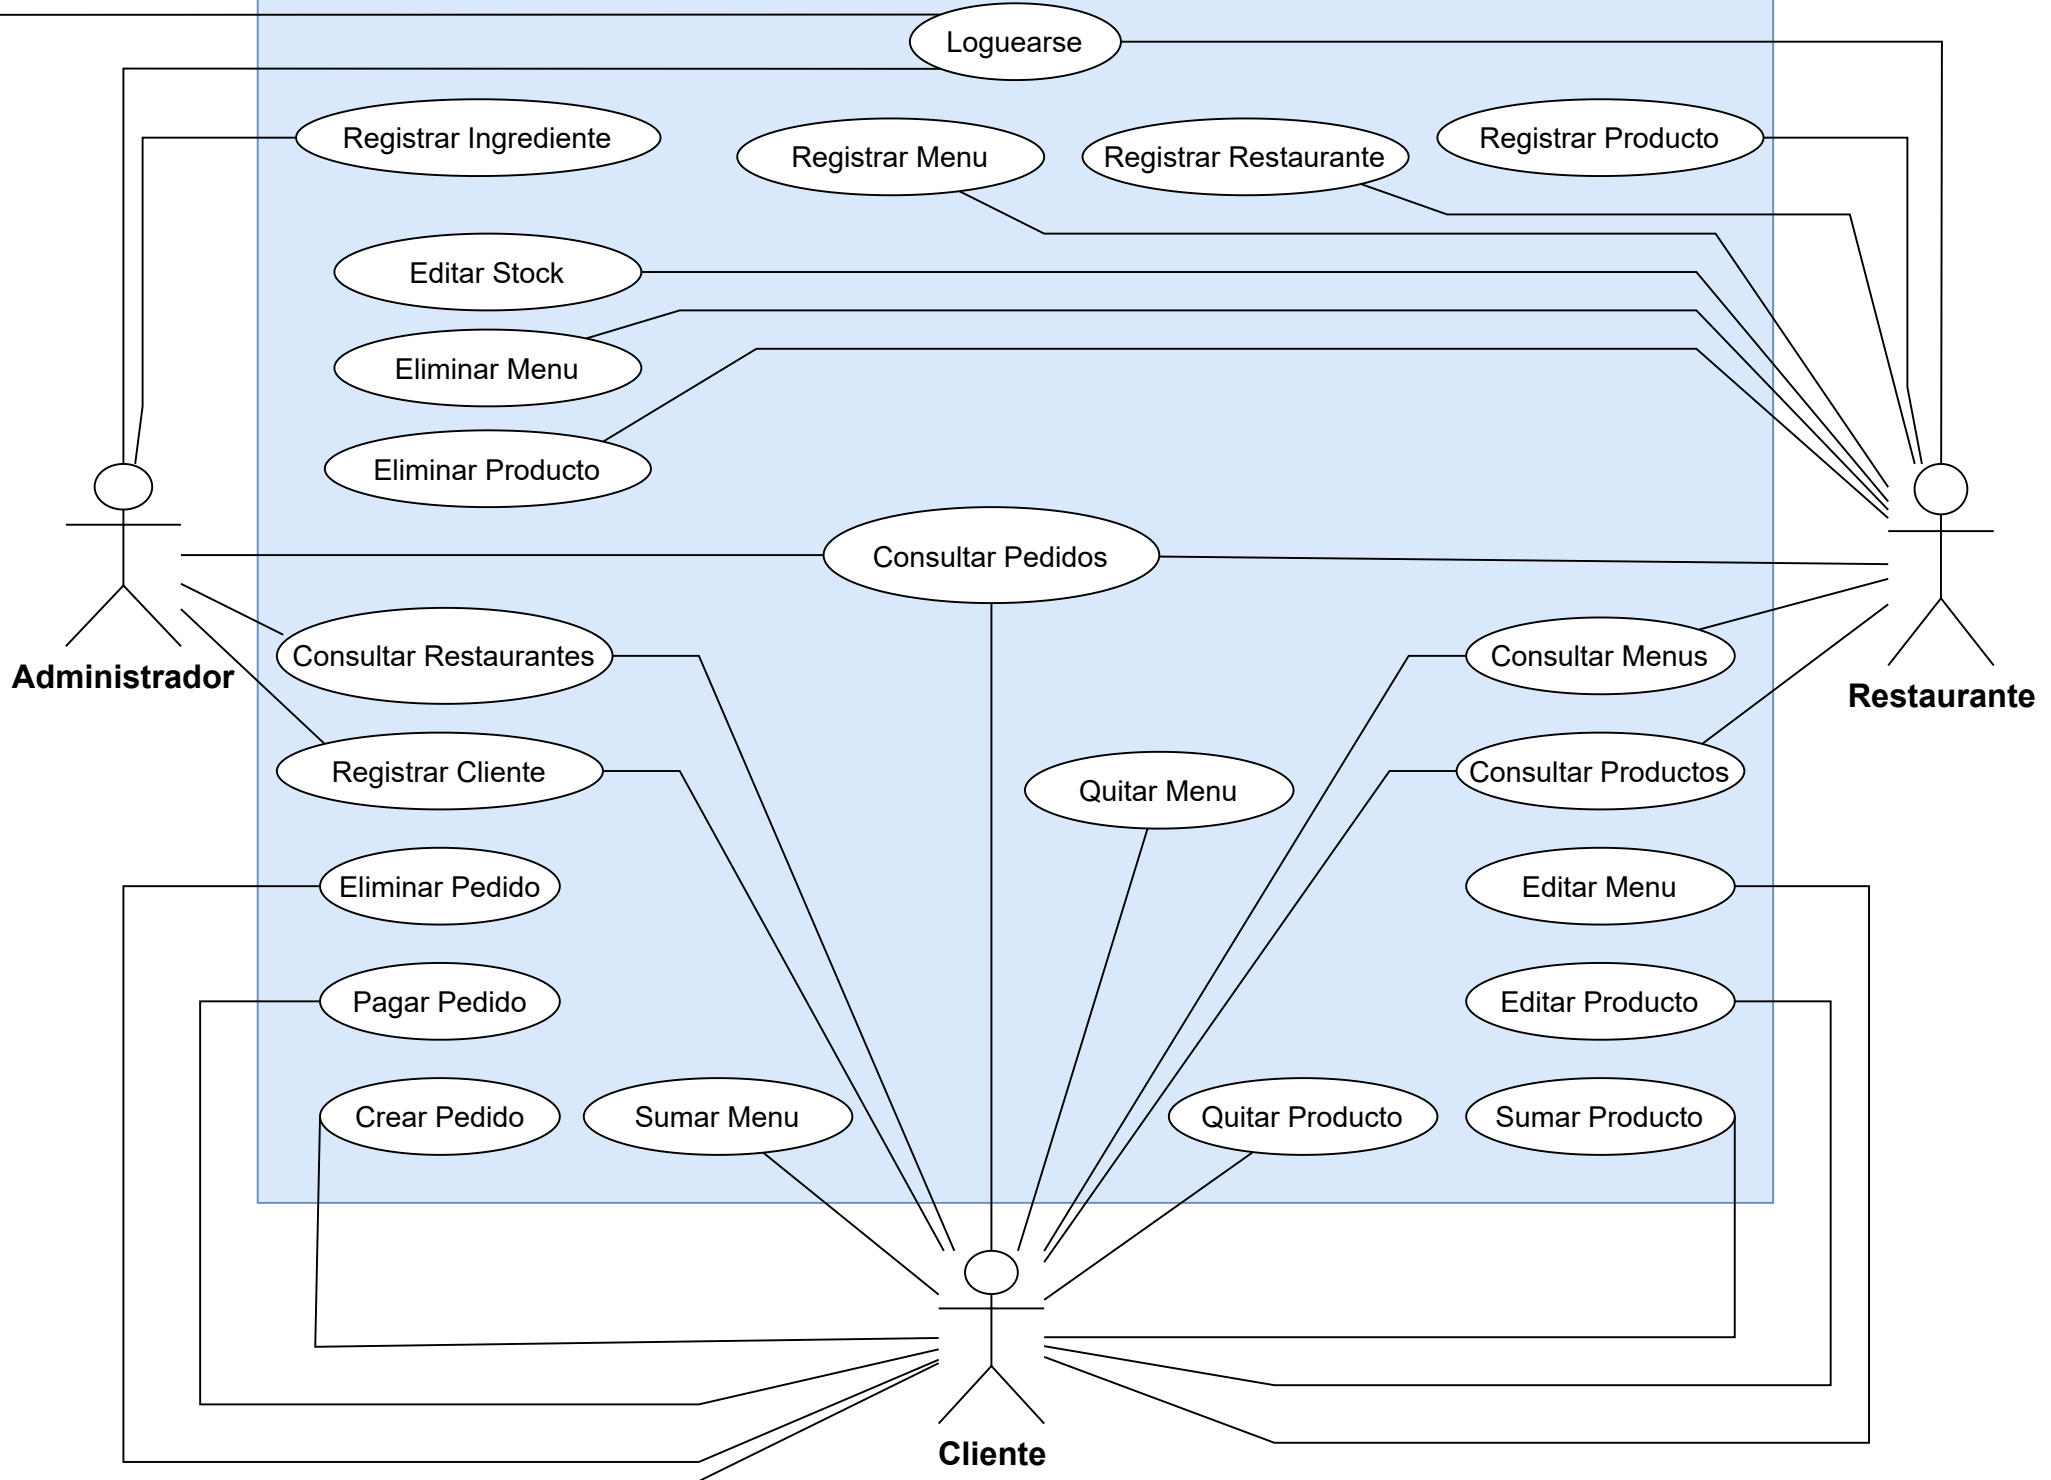 Loguearse
Registrar Ingrediente
Registrar Menu
Registrar Restaurante
Registrar Producto
Editar Stock
Eliminar Menu
Eliminar Producto
Consultar Pedidos
Administrador
Consultar Restaurantes
Consultar Menus
Restaurante
Registrar Cliente
Quitar Menu
Consultar Productos
Eliminar Pedido
Editar Menu
Pagar Pedido
Editar Producto
Crear Pedido
Sumar Menu
Quitar Producto
Sumar Producto
Cliente